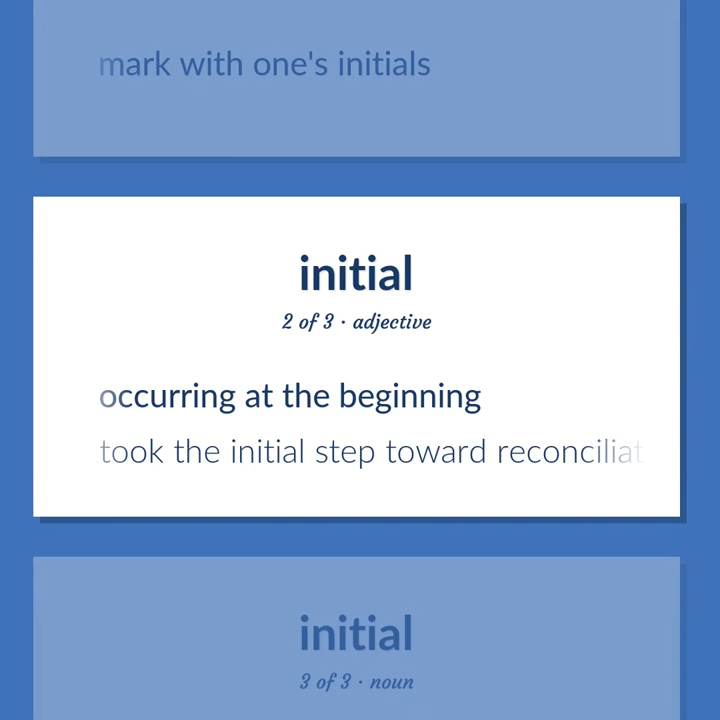 mark with one's initials
initial
2 of 3 · adjective
occurring at the beginning
took the initial step toward
initial
3 of 3 · noun